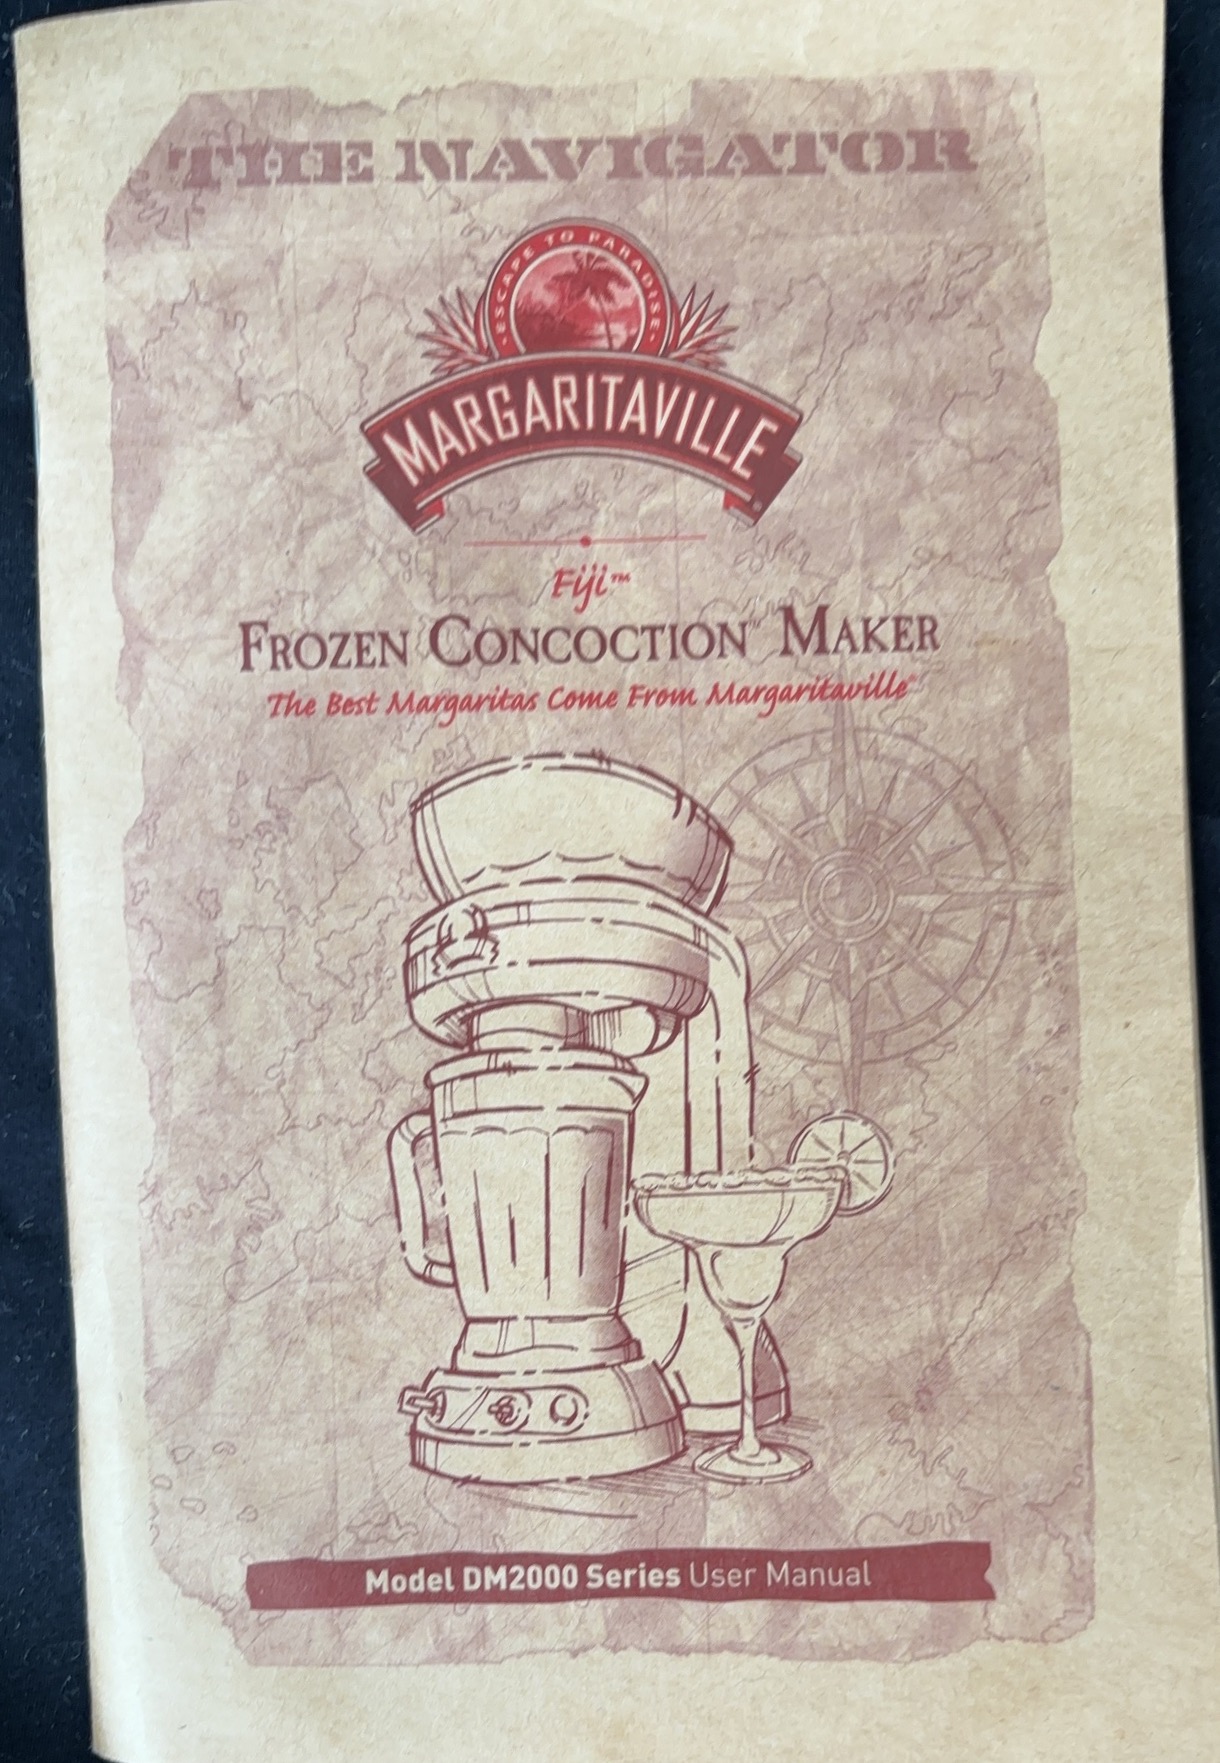 THE NAVIGATOR
•ESCAPE TO PARADISE•
MARGARITAVILLE®
Fiji™
FROZEN CONCOCTION™ MAKER
The Best Margaritas Come From Margaritaville®
Model DM2000 Series User Manual